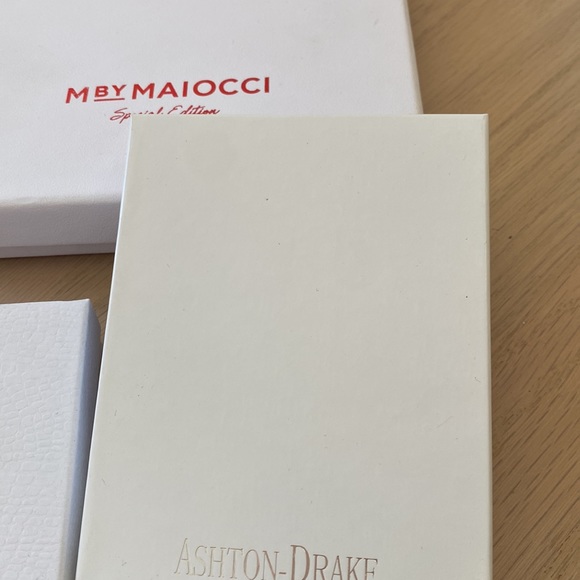 MBYMAIOCCI
Special Edition
ASHTON-DRAKE